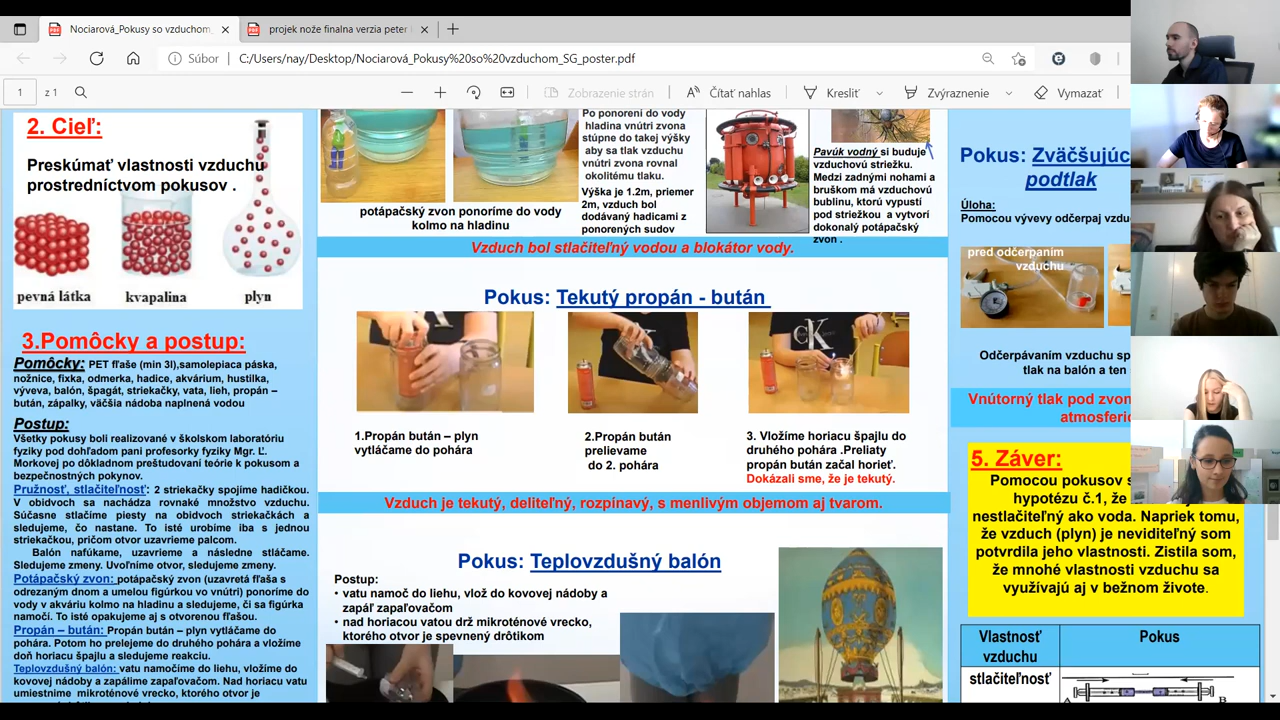 Nociarová_Pokusy so vzduchom_
projek nože finalna verzia peter
Súbor
C:/Users/nay/Desktop/Nociarová_Pokusy%20so%20vzduchom_SG_poster.pdf
1
z 1
Zobrazenie strán
Čítať nahlas
Kresliť
Zvýraznenie
Vymazať
2. Cieľ:
Preskúmať vlastnosti vzduchu
prostredníctvom pokusov .
pevná látka
kvapalina
plyn
3.Pomôcky a postup:
Pomôcky: PET fľaše (min 3l),samolepiaca páska,
nožnice, fixka, odmerka, hadice, akvárium, hustilka,
výveva, balón, špagát, striekačky, vata, lieh, propán –
bután, zápalky, väčšia nádoba naplnená vodou
Postup:
Všetky pokusy boli realizované v školskom laboratóriu
fyziky pod dohľadom pani profesorky fyziky Mgr. Ľ.
Morkovej po dôkladnom preštudovaní teórie k pokusom a
bezpečnostných pokynov.
Pružnosť, stlačiteľnosť: 2 striekačky spojíme hadičkou.
V obidvoch sa nachádza rovnaké množstvo vzduchu.
Súčasne stlačíme piesty na obidvoch striekačkách a
sledujeme, čo nastane. To isté urobíme iba s jednou
striekačkou, pričom otvor uzavrieme palcom.
Balón nafúkame, uzavrieme a následne stláčame.
Sledujeme zmeny. Uvoľníme otvor, sledujeme zmeny.
Potápačský zvon: potápačský zvon (uzavretá fľaša s
odrezaným dnom a umelou figúrkou vo vnútri) ponoríme do
vody v akváriu kolmo na hladinu a sledujeme, či sa figúrka
namočí. To isté opakujeme aj s otvorenou fľašou.
Propán – bután: Propán bután – plyn vytláčame do
pohára. Potom ho prelejeme do druhého pohára a vložíme
doň horiacu špajlu a sledujeme reakciu.
Teplovzdušný balón: vatu namočíme do liehu, vložíme do
kovovej nádoby a zapálime zapaľovačom. Nad horiacu vatu
umiestnime mikroténové vrecko, ktorého otvor je
potápačský zvon ponoríme do vody
kolmo na hladinu
Po ponorení do vody
hladina vnútri zvona
stúpne do takej výšky
aby sa tlak vzduchu
vnútri zvona rovnal
okolitému tlaku.
Výška je 1.2m, priemer
2m, vzduch bol
dodávaný hadicami z
ponorených sudov
Pavúk vodný si buduje
vzduchovú striežku.
Medzi zadnými nohami a
bruškom má vzduchovú
bublinu, ktorú vypustí
pod striežkou a vytvorí
dokonalý potápačský
zvon .
Vzduch bol stlačiteľný vodou a blokátor vody.
Pokus: Tekutý propán - bután
CK
CK
1.Propán bután – plyn
vytláčame do pohára
2.Propán bután
prelievame
do 2. pohára
3. Vložíme horiacu špajlu do
druhého pohára .Preliaty
propán bután začal horieť.
Dokázali sme, že je tekutý.
Vzduch je tekutý, deliteľný, rozpínavý, s menlivým objemom aj tvarom.
Pokus: Teplovzdušný balón
Postup:
• vatu namoč do liehu, vlož do kovovej nádoby a
zapáľ zapaľovačom
• nad horiacou vatou drž mikroténové vrecko,
ktorého otvor je spevnený drôtikom
Pokus: Zväčšujúc
podtlak
Úloha:
Pomocou vývevy odčerpaj vzdu
pred odčerpaním
vzduchu
Odčerpávaním vzduchu sp
tlak na balón a ten
Vnútorný tlak pod zvon
atmosferic
5. Záver:
Pomocou pokusov s
hypotézu č.1, že
nestlačiteľný ako voda. Napriek tomu,
že vzduch (plyn) je neviditeľný som
potvrdila jeho vlastnosti. Zistila som,
že mnohé vlastnosti vzduchu sa
využívajú aj v bežnom živote.
Vlastnosť
vzduchu
Pokus
stlačiteľnosť
A
B